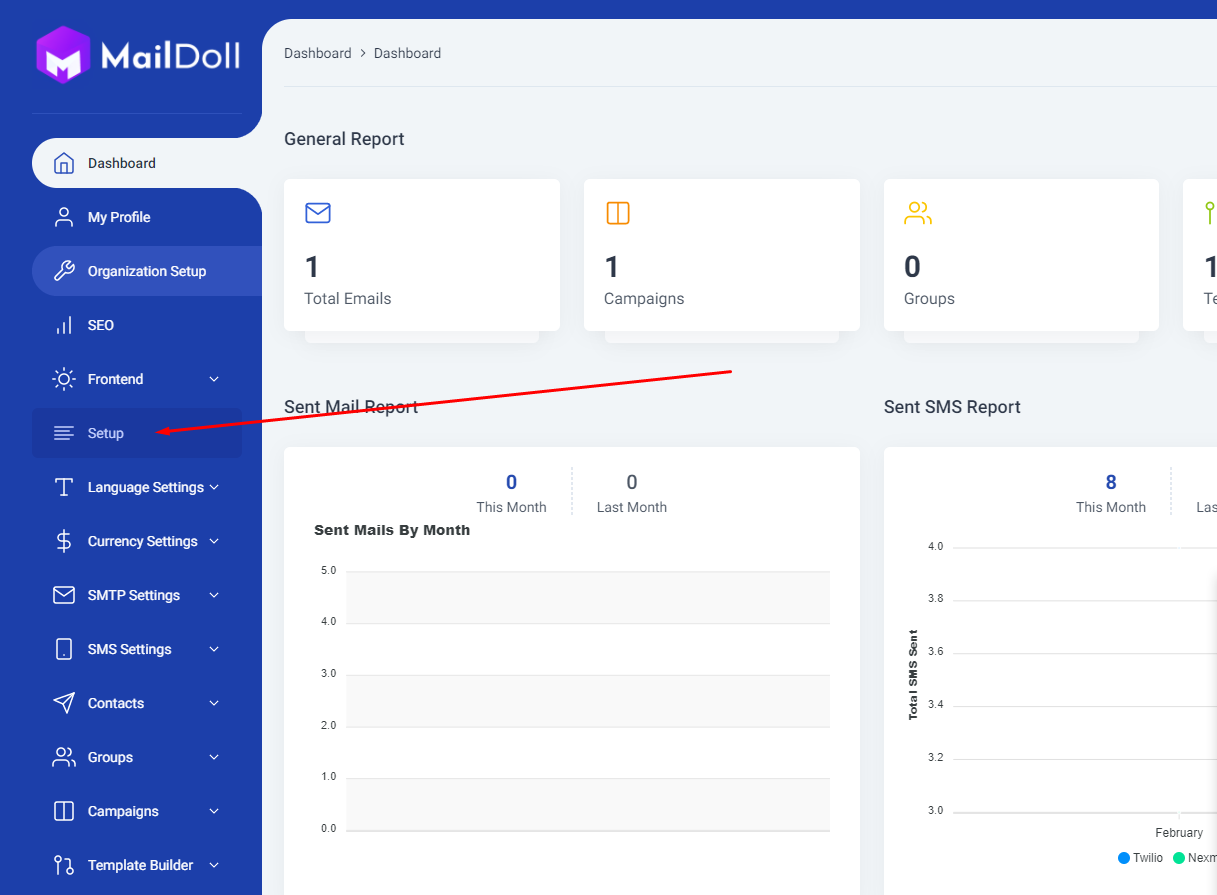 MailDoll
Dashboard
My Profile
Organization Setup
SEO
Frontend
Setup
Language Settings
Currency Settings
SMTP Settings
SMS Settings
Contacts
Groups
Campaigns
Template Builder
Dashboard > Dashboard
General Report
1
Total Emails
1
Campaigns
0
Groups
1
Te
Sent Mail Report
0
This Month
0
Last Month
Sent Mails By Month
5.0
4.0
3.0
2.0
1.0
0.0
Sent SMS Report
8
This Month
Las
Total SMS Sent
4.0
3.8
3.6
3.4
3.2
3.0
February
Twilio Nexm